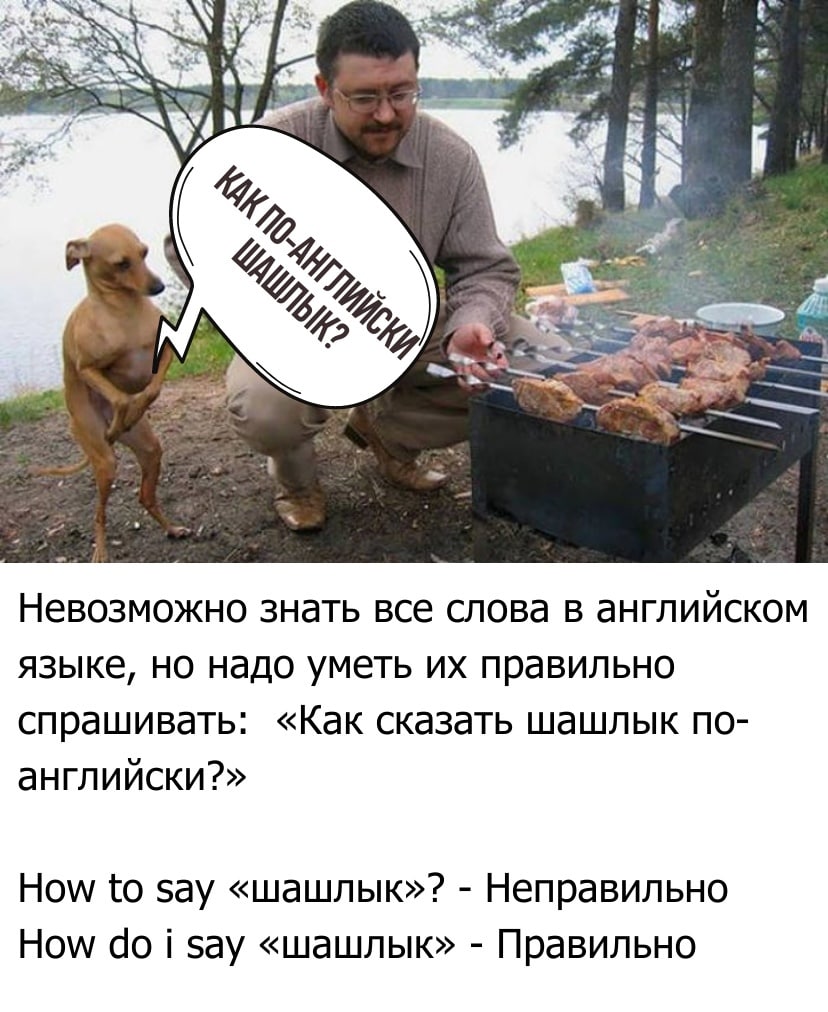 КАК ПО-АНГЛИЙСКИ
ШАШЛЫК?
Невозможно знать все слова в английском
языке, но надо уметь их правильно
спрашивать: «Как сказать шашлык по-
английски?»
How to say «шашлык»? - Неправильно
How do i say «шашлык» - Правильно